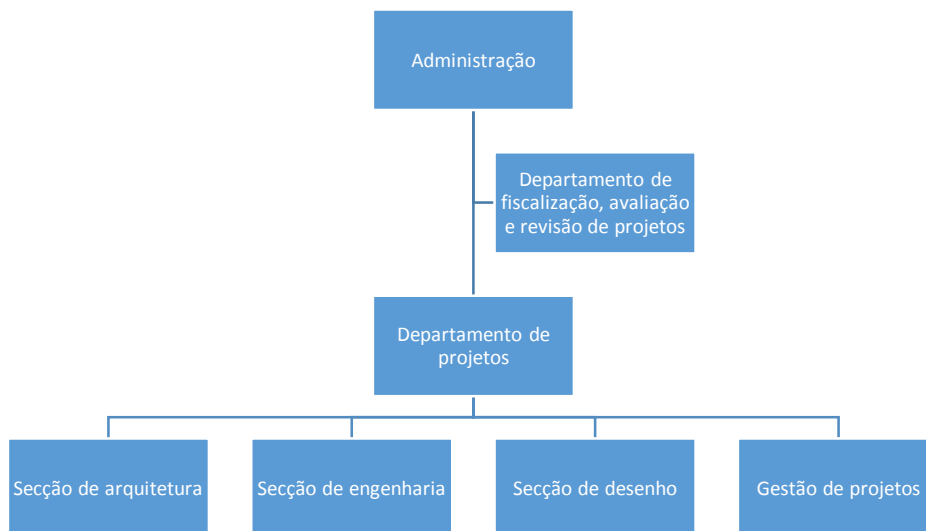 Administração
Departamento de
fiscalização, avaliação
e revisão de projetos
Departamento de
projetos
Secção de arquitetura
Secção de engenharia
Secção de desenho
Gestão de projetos